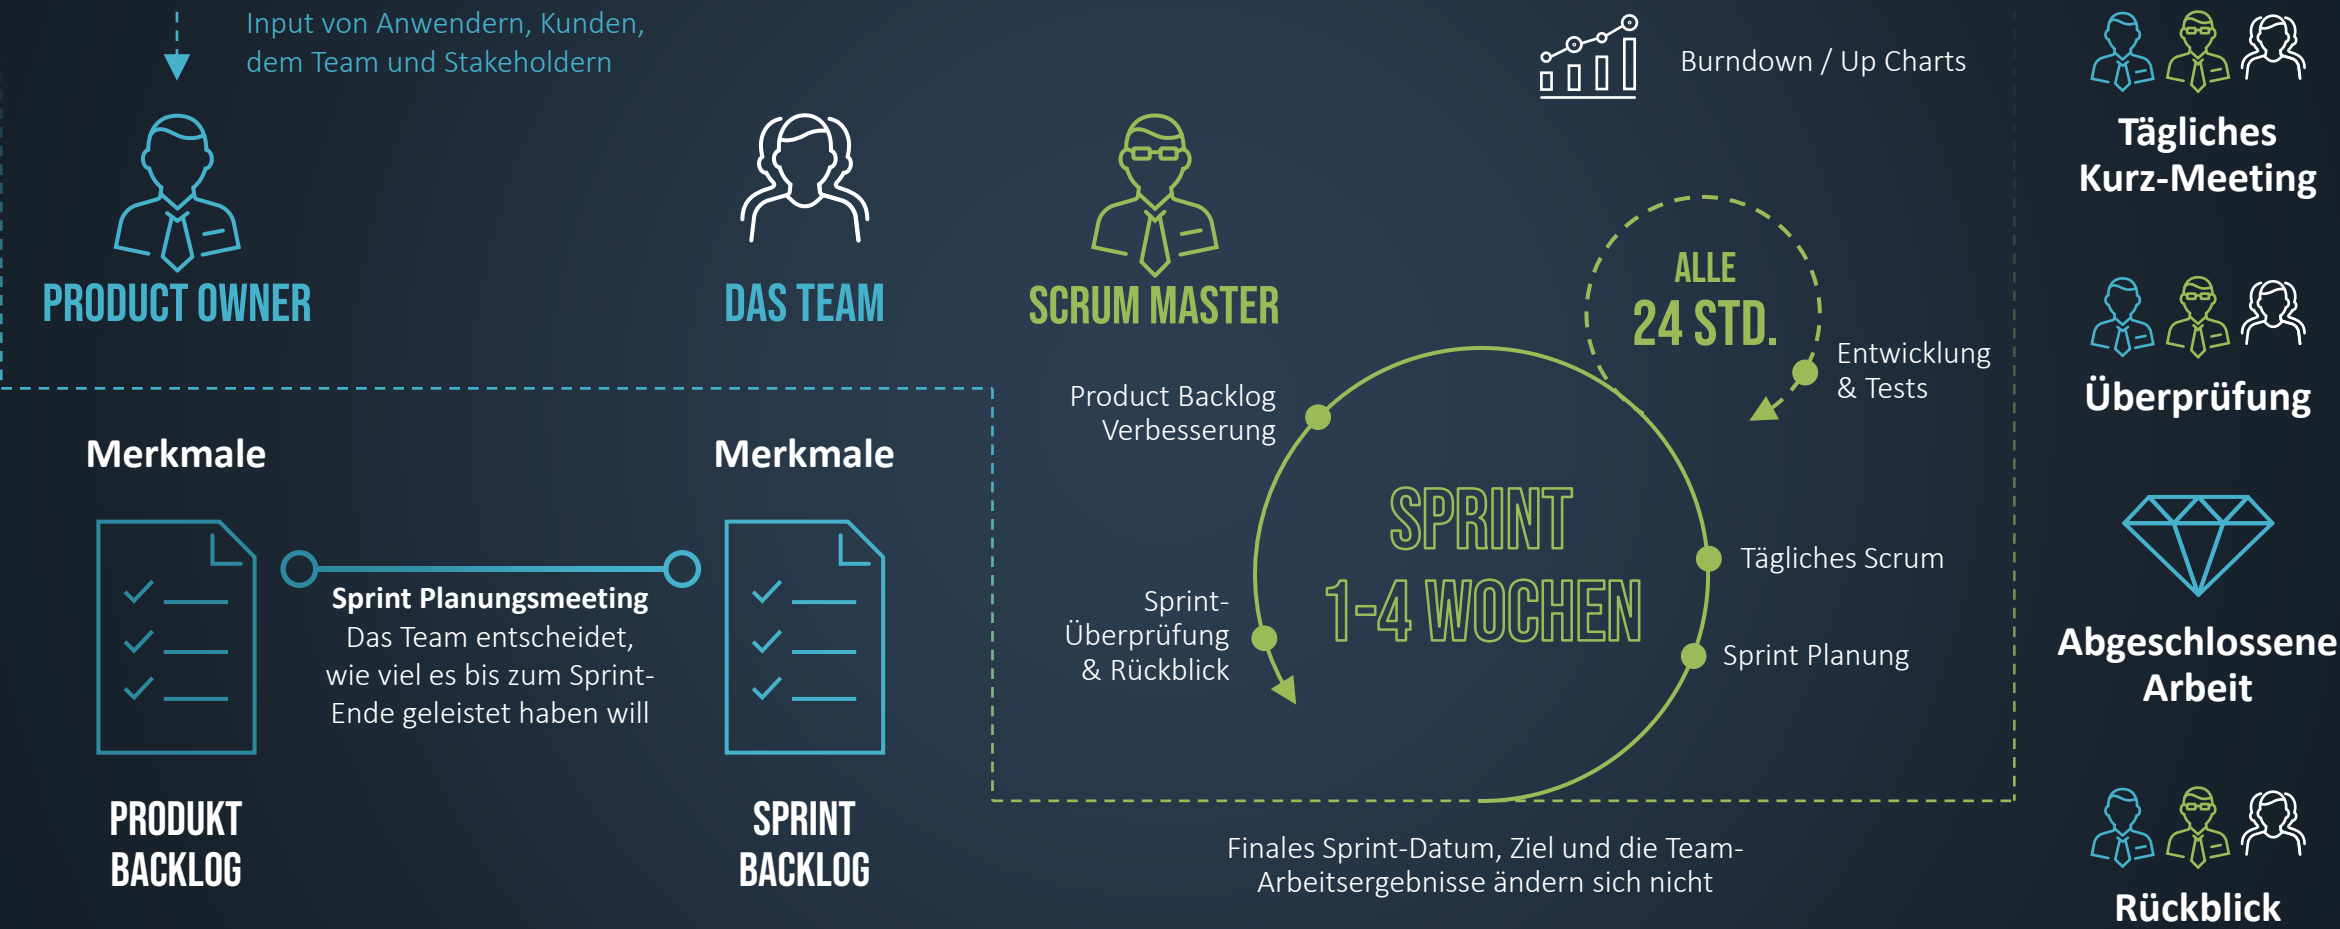 Input von Anwendern, Kunden,
dem Team und Stakeholdern
PRODUCT OWNER
DAS TEAM
SCRUM MASTER
Burndown / Up Charts
ALLE
24 STD.
Entwicklung
& Tests
Product Backlog
Verbesserung
SPRINT
1-4 WOCHEN
Tägliches Scrum
Sprint Planung
Sprint-
Überprüfung
& Rückblick
Merkmale
Merkmale
Sprint Planungsmeeting
Das Team entscheidet,
wie viel es bis zum Sprint-
Ende geleistet haben will
PRODUKT
BACKLOG
SPRINT
BACKLOG
Finales Sprint-Datum, Ziel und die Team-
Arbeitsergebnisse ändern sich nicht
Tägliches
Kurz-Meeting
Überprüfung
Abgeschlossene
Arbeit
Rückblick